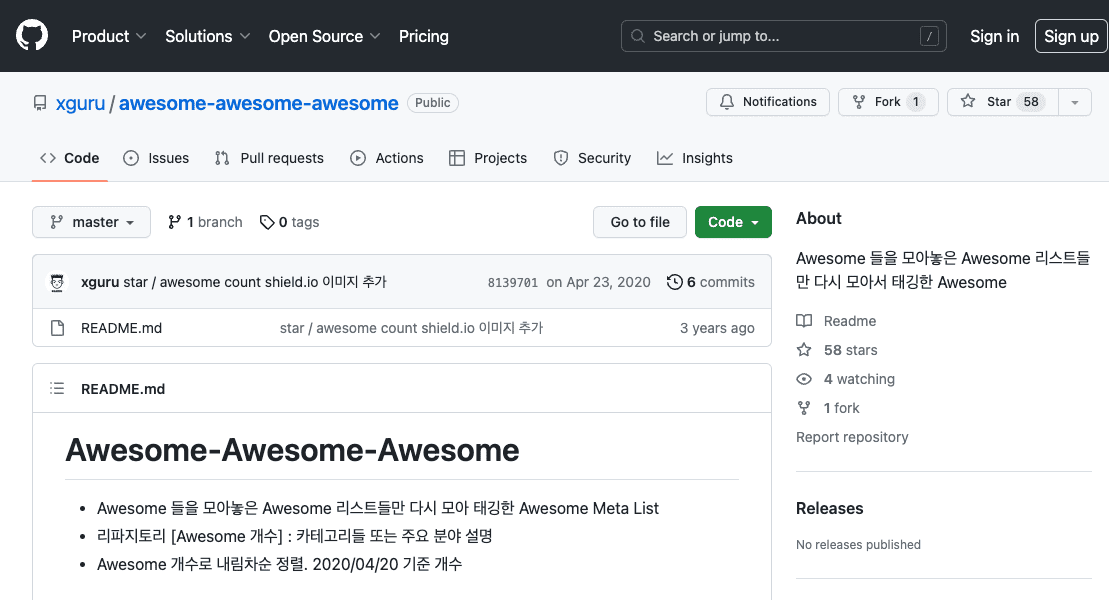 Product Solutions Open Source Pricing Search or jump to... / Sign in Sign up
xguru / awesome-awesome-awesome Public Notifications Fork 1 Star 58
Code Issues Pull requests Actions Projects Security Insights
master 1 branch 0 tags Go to file Code
xguru star / awesome count shield.io 이미지 추가 8139701 on Apr 23, 2020 6 commits
README.md star / awesome count shield.io 이미지 추가 3 years ago
README.md
Awesome-Awesome-Awesome
Awesome 들을 모아놓은 Awesome 리스트들만 다시 모아 태깅한 Awesome Meta List
리파지토리 [Awesome 개수] : 카테고리들 또는 주요 분야 설명
Awesome 개수로 내림차순 정렬. 2020/04/20 기준 개수
About
Awesome 들을 모아놓은 Awesome 리스트들
만 다시 모아서 태깅한 Awesome
Readme
58 stars
4 watching
1 fork
Report repository
Releases
No releases published